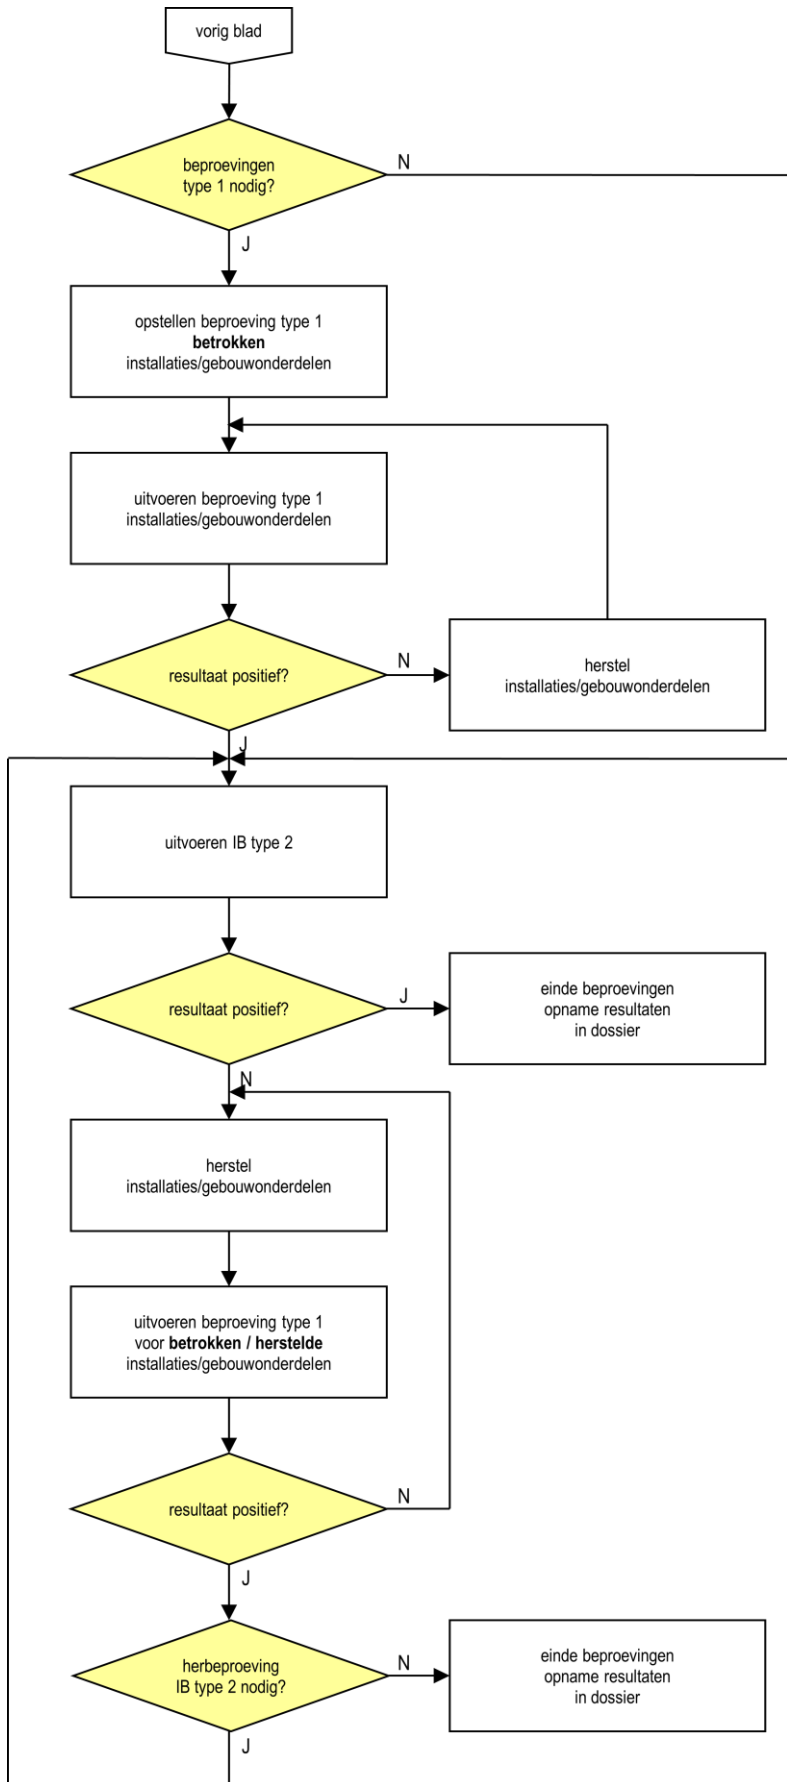 vorig blad
beproevingen
type 1 nodig?
N
J
opstellen beproeving type 1
betrokken
installaties/gebouwonderdelen
uitvoeren beproeving type 1
installaties/gebouwonderdelen
resultaat positief?
N
herstel
installaties/gebouwonderdelen
J
uitvoeren IB type 2
resultaat positief?
J
einde beproevingen
opname resultaten
in dossier
N
herstel
installaties/gebouwonderdelen
uitvoeren beproeving type 1
voor betrokken / herstelde
installaties/gebouwonderdelen
resultaat positief?
N
J
herbeproeving
IB type 2 nodig?
N
einde beproevingen
opname resultaten
in dossier
J